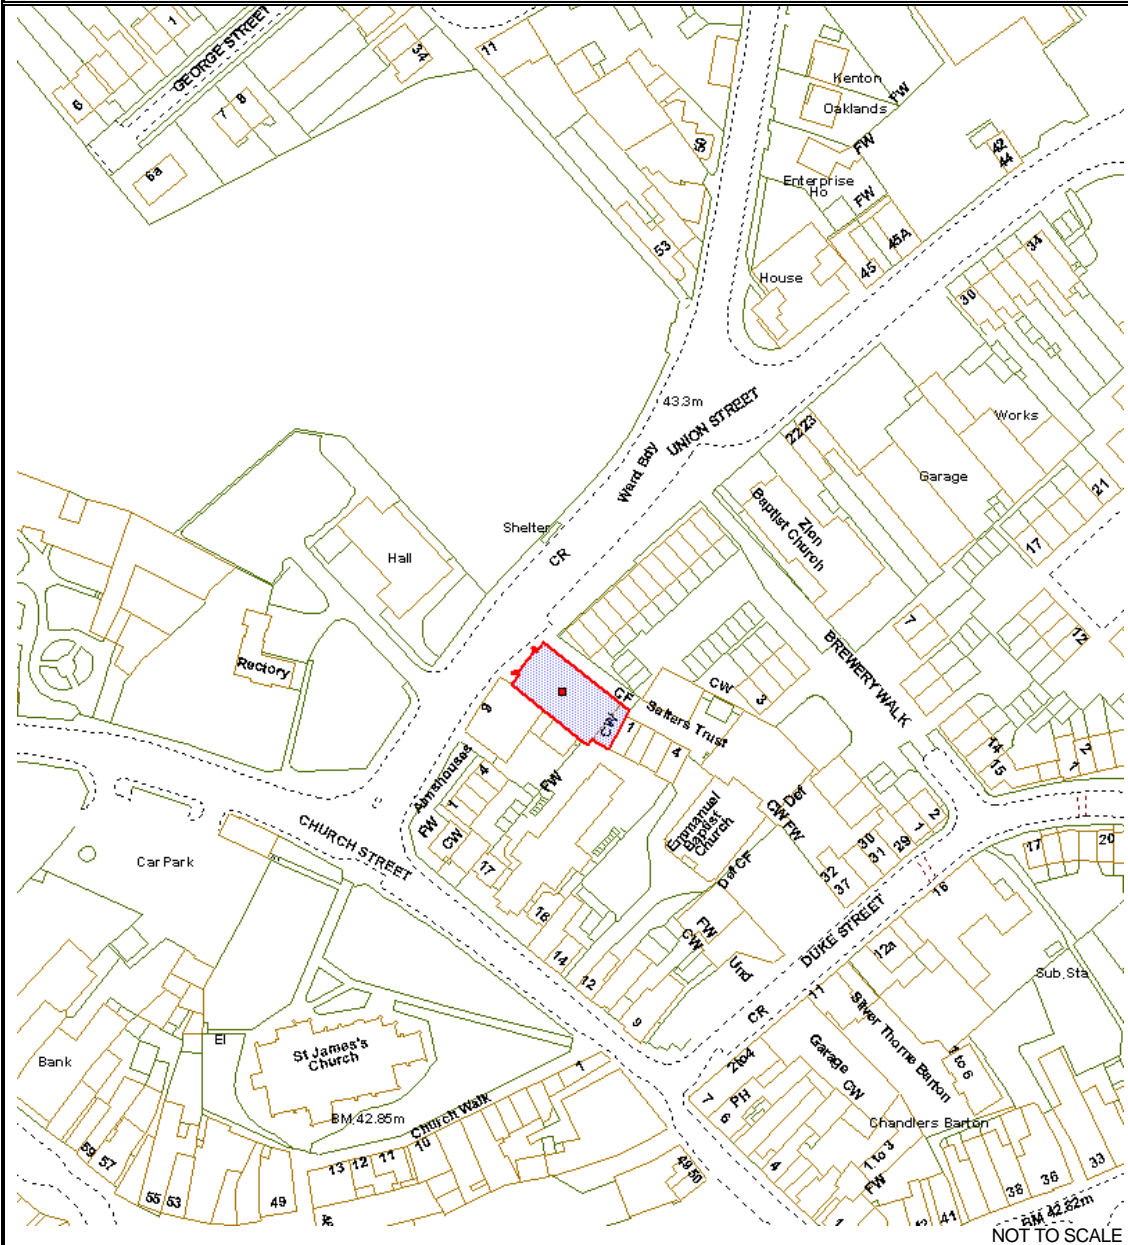 GEORGE STREET
1
34
11
6
7
8
6a
50
53
Kenton
Oaklands
FW
FW
Enterprise
Ho
FW
42
44
45A
45
House
34
30
43.3m
UNION STREET
Ward Bdy
22
23
Works
Garage
21
17
Zion
Baptist Church
Shelter
CR
Hall
Rectory
7
12
BREWERY WALK
CW
3
CF
Salters Trust
CW
1
4
9
Almshouses
4
1
FW
FW
CW
17
CHURCH STREET
Car Park
Emmanuel
Baptist
Church
Def
CW FW
Def CF
14
15
2
1
2
1
30
31
29
32
37
17
20
18
16
14
12
FW
CW
Und
9
DUKE STREET
12a
CR
11
Silver Thorne Barton
Sub Sta
Garage
CW
1 to 6
2to4
PH
7
6
4
Chandlers Barton
1 to 3
FW
Bank
El
St James's
Church
BM 42.85m
Church Walk
1
10
11
12
13
59
57
55
53
49
49 50
1
42
41
38
36
33
BM 42.62m
NOT TO SCALE